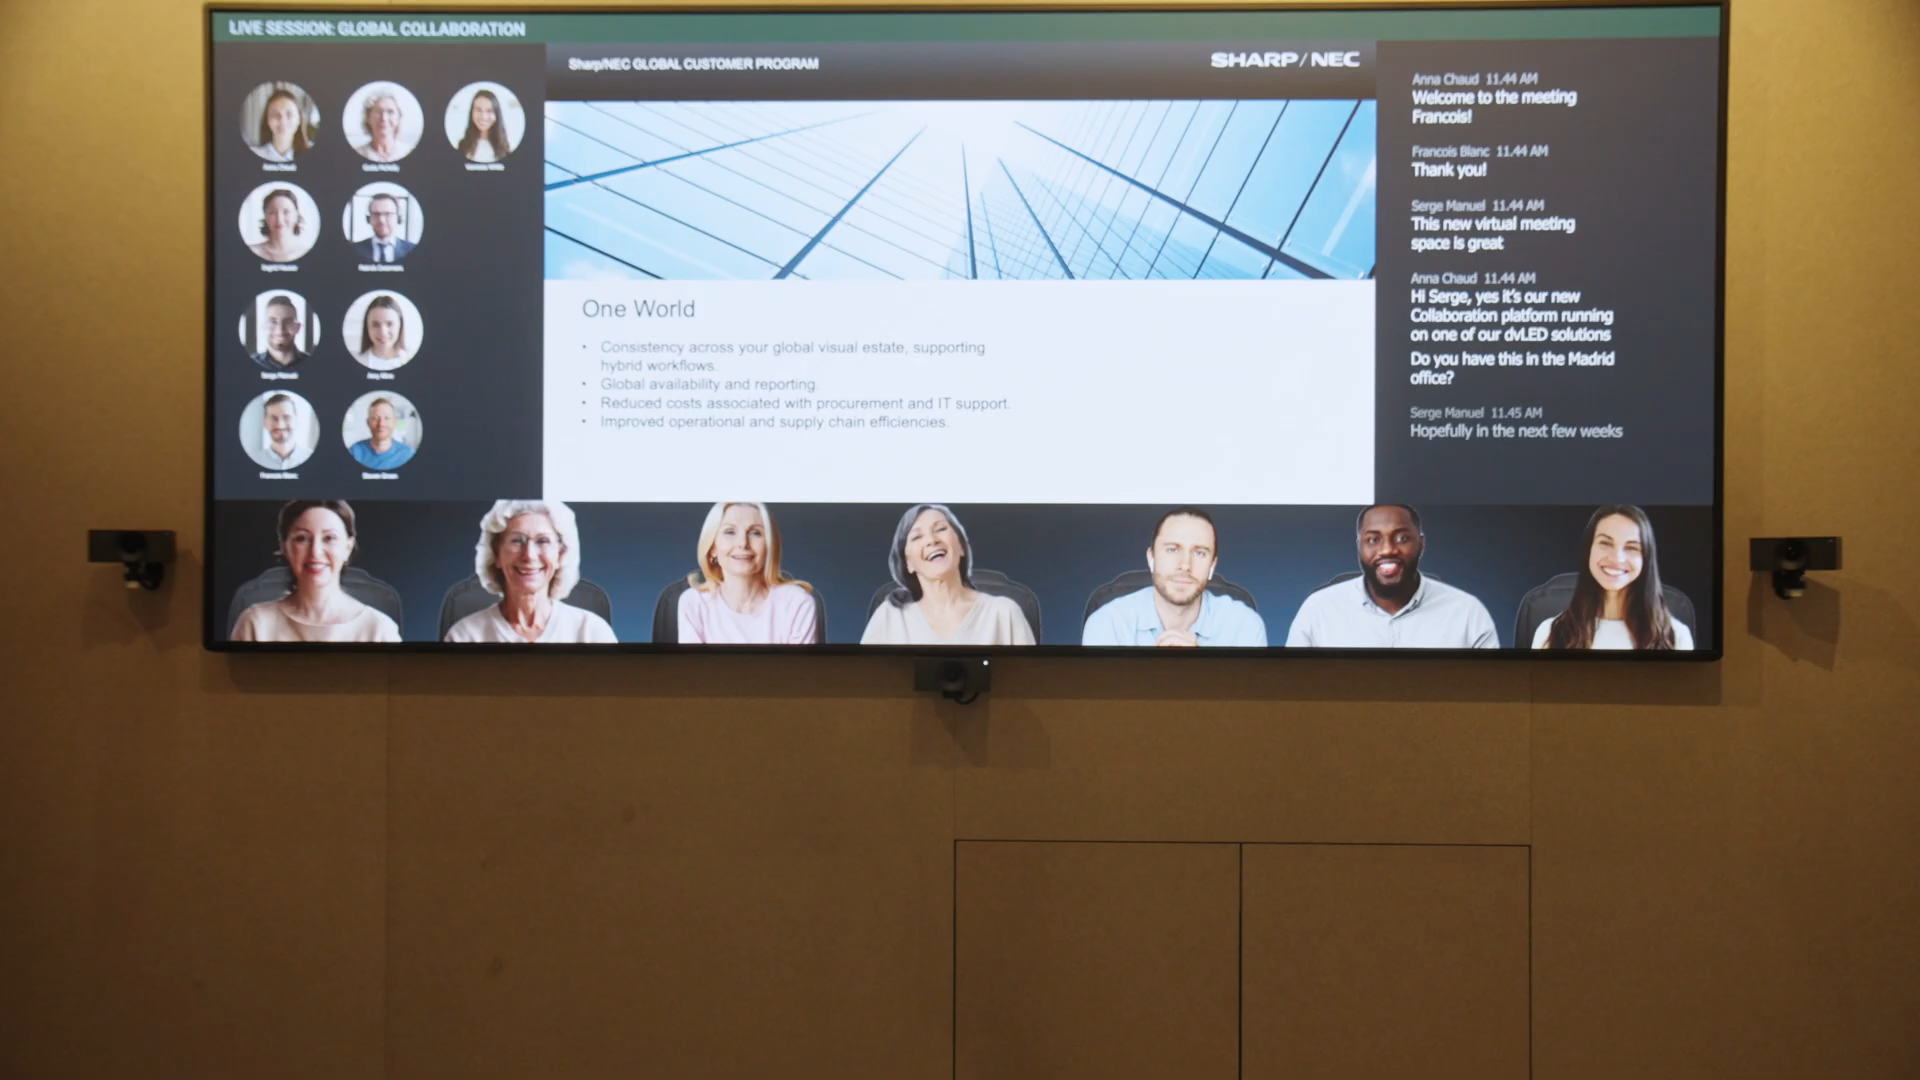 LIVE SESSION: GLOBAL COLLABORATION
Sharp/NEC GLOBAL CUSTOMER PROGRAM
SHARP/NEC
One World
• Consistency across your global visual estate, supporting
hybrid workflows.
• Global availability and reporting.
• Reduced costs associated with procurement and IT support.
• Improved operational and supply chain efficiencies.
Anna Chaud 11.44 AM
Welcome to the meeting
Francois!
Francois Blanc 11.44 AM
Thank you!
Serge Manuel 11.44 AM
This new virtual meeting
space is great
Anna Chaud 11.44 AM
Hi Serge, yes it's our new
Collaboration platform running
on one of our dvLED solutions
Do you have this in the Madrid
office?
Serge Manuel 11.45 AM
Hopefully in the next few weeks